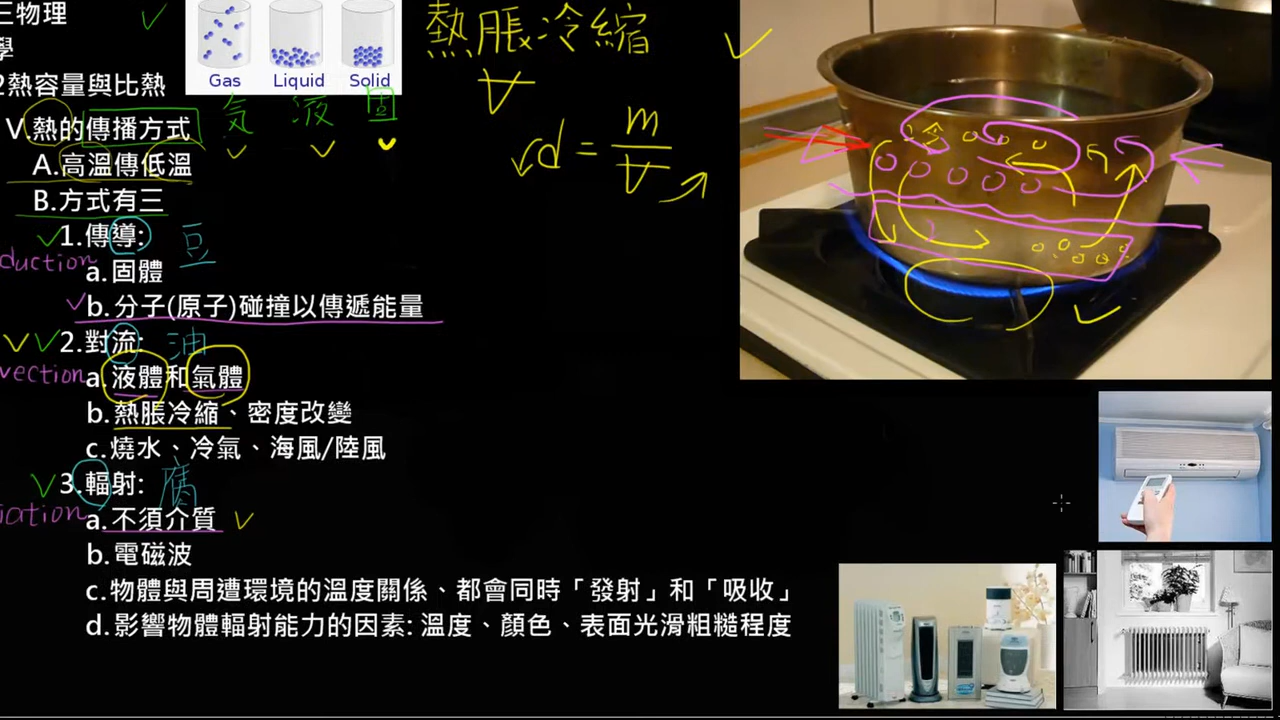 三物理
學
2熱容量與比熱
Gas Liquid Solid
熱脹冷縮
V
d = m/V
氣 液 固
V.熱的傳播方式
A.高溫傳低溫
B.方式有三
1.傳導: 豆
duction
a.固體
b.分子(原子)碰撞以傳遞能量
2.對流: 油
vection
a.液體和氣體
b.熱脹冷縮、密度改變
c.燒水、冷氣、海風/陸風
3.輻射: 腐
iation
a.不須介質
b.電磁波
c.物體與周遭環境的溫度關係、都會同時「發射」和「吸收」
d.影響物體輻射能力的因素: 溫度、顏色、表面光滑粗糙程度
冷